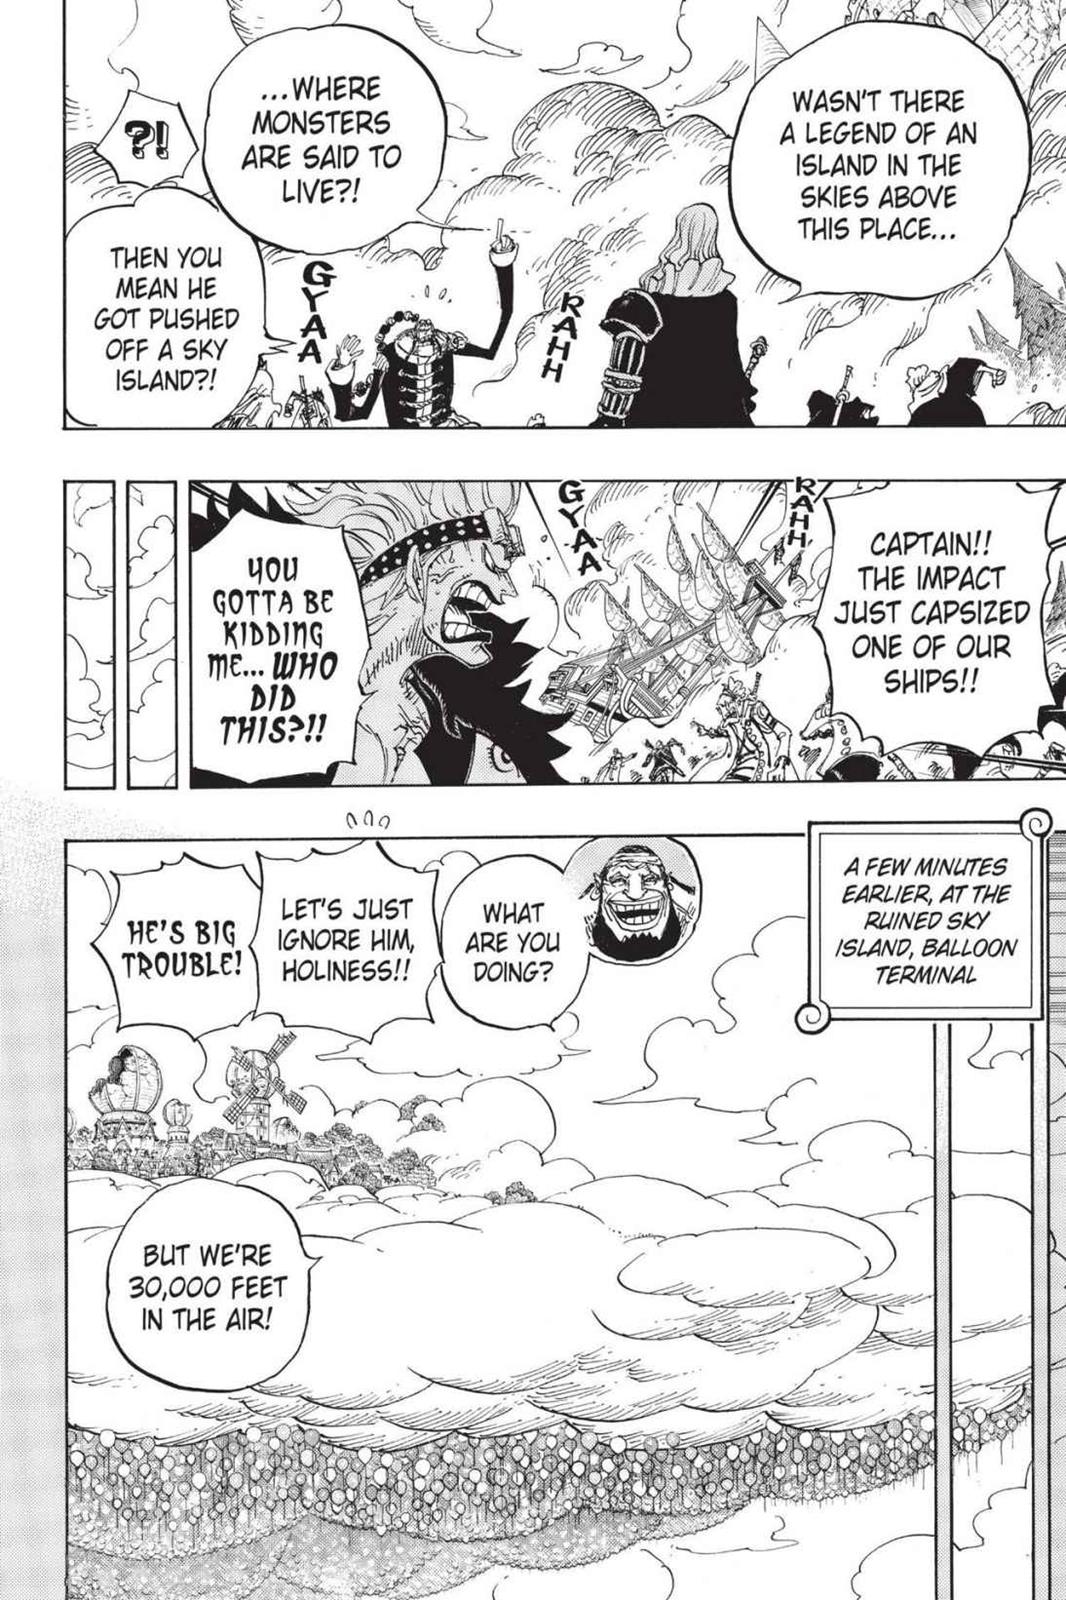 WASN'T THERE
A LEGEND OF AN
ISLAND IN THE
SKIES ABOVE
THIS PLACE...
...WHERE
MONSTERS
ARE SAID TO
LIVE?!
?!
THEN YOU
MEAN HE
GOT PUSHED
OFF A SKY
ISLAND?!
RAHH
GYAA
CAPTAIN!!
THE IMPACT
JUST CAPSIZED
ONE OF OUR
SHIPS!!
RAHH
GYAA
YOU
GOTTA BE
KIDDING
ME... WHO
DID
THIS?!!
A FEW MINUTES
EARLIER, AT THE
RUINED SKY
ISLAND, BALLOON
TERMINAL
WHAT
ARE YOU
DOING?
LET'S JUST
IGNORE HIM,
HOLINESS!!
HE'S BIG
TROUBLE!
BUT WE'RE
30,000 FEET
IN THE AIR!